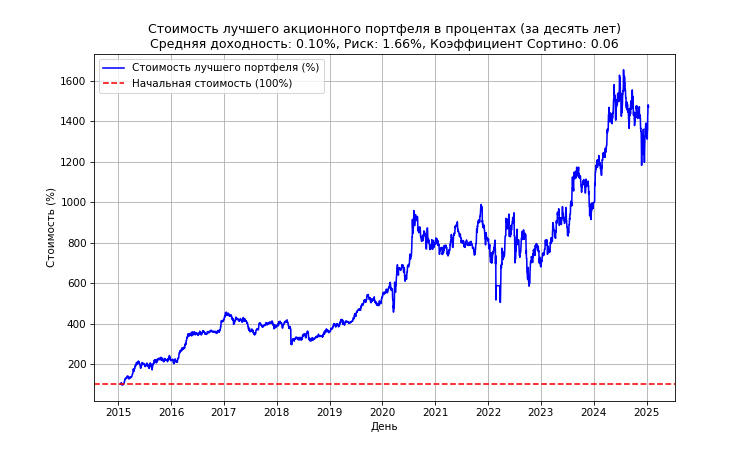 Стоимость лучшего акционного портфеля в процентах (за десять лет)
Средняя доходность: 0.10%, Риск: 1.66%, Коэффициент Сортино: 0.06
Стоимость лучшего портфеля (%)
Начальная стоимость (100%)
Стоимость (%)
1600
1400
1200
1000
800
600
400
200
2015 2016 2017 2018 2019 2020 2021 2022 2023 2024 2025
День